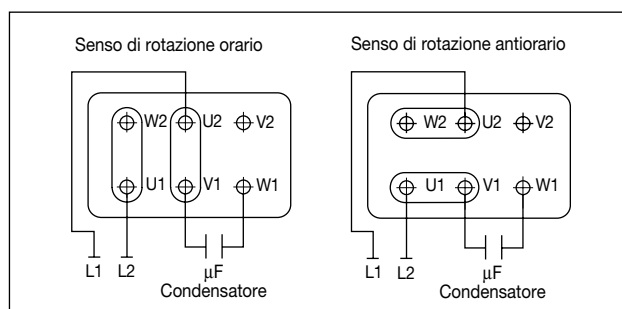 Senso di rotazione orario
Senso di rotazione antiorario
W2 U2 V2
W2 U2 V2
U1 V1 W1
U1 V1 W1
L1 L2
L1 L2
μF
μF
Condensatore
Condensatore